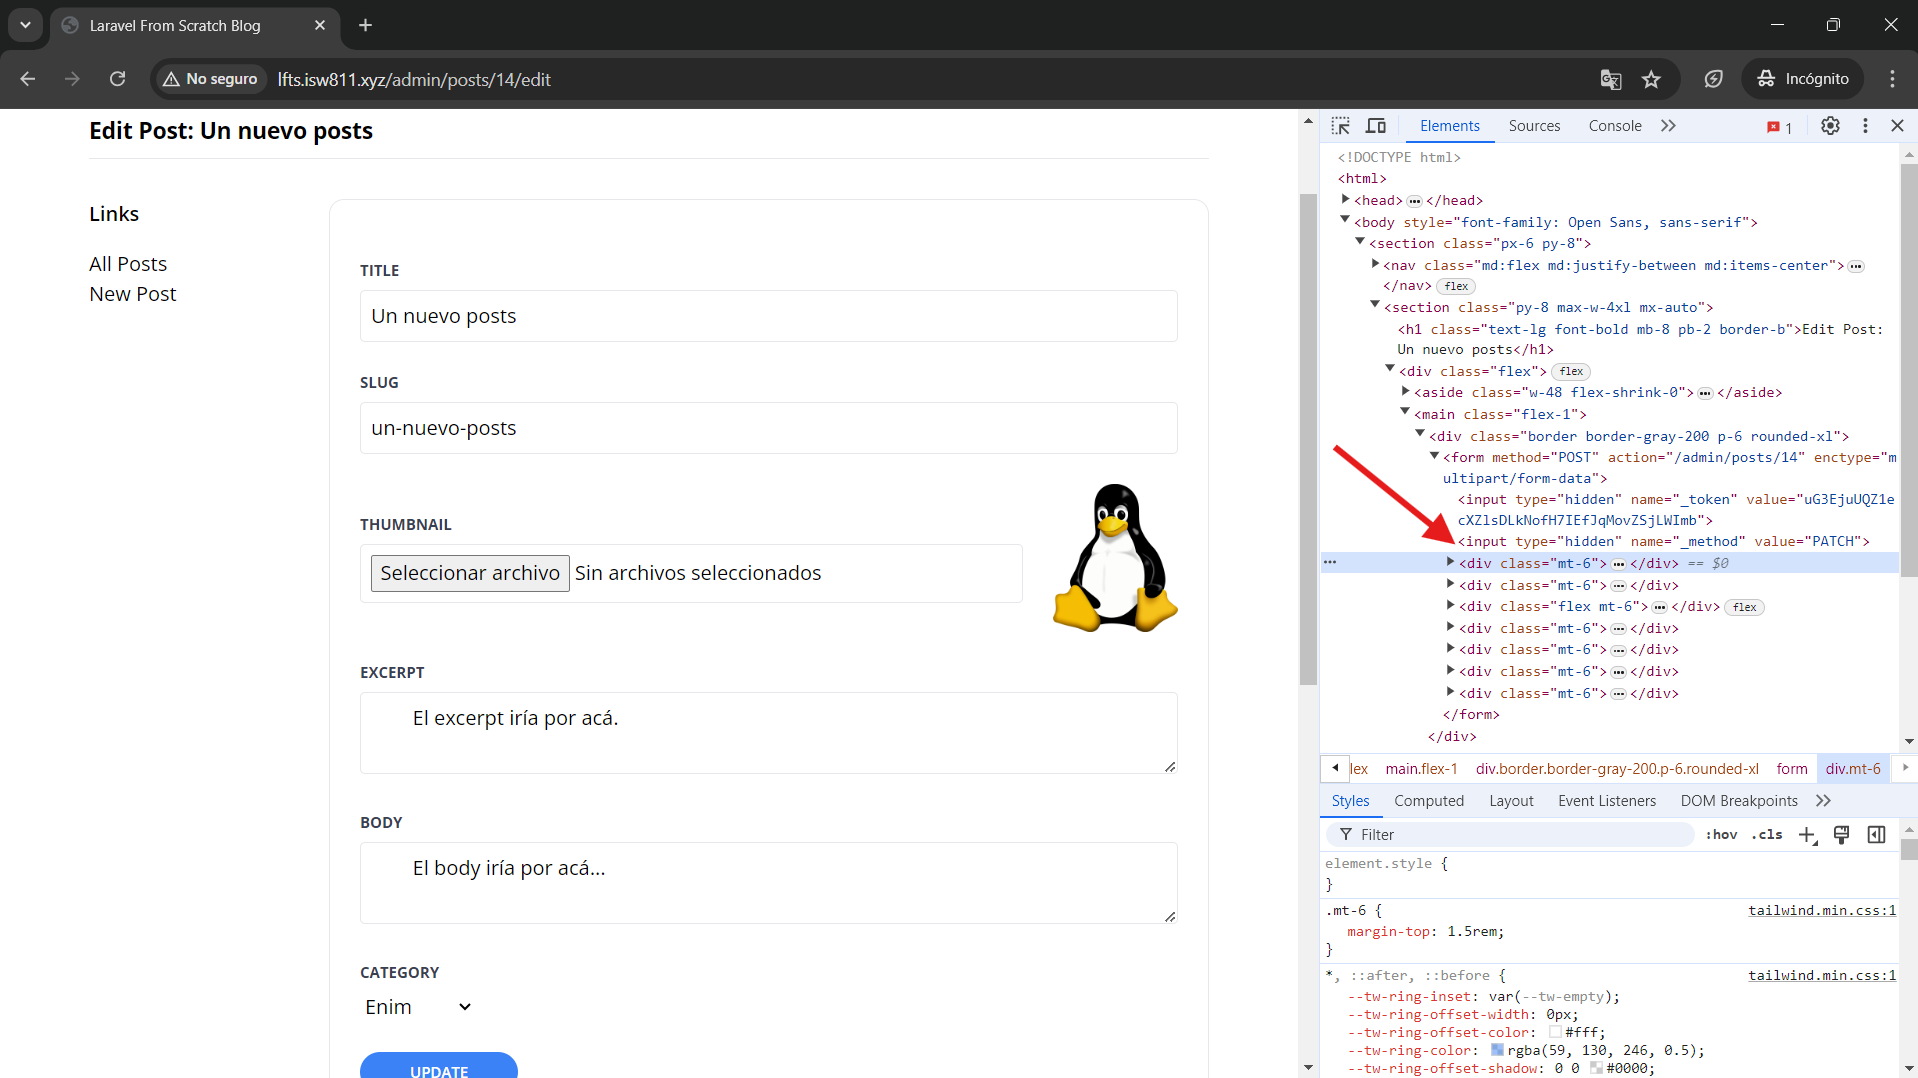 Laravel From Scratch Blog
No seguro
lfts.isw811.xyz/admin/posts/14/edit
Incógnito
Edit Post: Un nuevo posts
Links
All Posts
New Post
TITLE
Un nuevo posts
SLUG
un-nuevo-posts
THUMBNAIL
Seleccionar archivo Sin archivos seleccionados
EXCERPT
El excerpt iría por acá.
BODY
El body iría por acá...
CATEGORY
Enim
UPDATE
Elements Sources Console 1
<!DOCTYPE html>
<html>
<head> ... </head>
<body style="font-family: Open Sans, sans-serif">
<section class="px-6 py-8">
<nav class="md:flex md:justify-between md:items-center"> ...
</nav> flex
<section class="py-8 max-w-4xl mx-auto">
<h1 class="text-lg font-bold mb-8 pb-2 border-b">Edit Post:
Un nuevo posts</h1>
<div class="flex"> flex
<aside class="w-48 flex-shrink-0"> ... </aside>
<main class="flex-1">
<div class="border border-gray-200 p-6 rounded-xl">
<form method="POST" action="/admin/posts/14" enctype="m
ultipart/form-data">
<input type="hidden" name="_token" value="uG3EjuUQZ1e
cXZlsDLkNofH7IEfJqMovZSjLWImb">
<input type="hidden" name="_method" value="PATCH">
... <div class="mt-6"> ... </div> == $0
<div class="mt-6"> ... </div>
<div class="flex mt-6"> ... </div> flex
<div class="mt-6"> ... </div>
<div class="mt-6"> ... </div>
<div class="mt-6"> ... </div>
<div class="mt-6"> ... </div>
</form>
</div>
lex main.flex-1 div.border.border-gray-200.p-6.rounded-xl form div.mt-6
Styles Computed Layout Event Listeners DOM Breakpoints
Filter :hov .cls
element.style {
}
.mt-6 { tailwind.min.css:1
margin-top: 1.5rem;
}
*, ::after, ::before { tailwind.min.css:1
--tw-ring-inset: var(--tw-empty);
--tw-ring-offset-width: 0px;
--tw-ring-offset-color: #fff;
--tw-ring-color: rgba(59, 130, 246, 0.5);
--tw-ring-offset-shadow: 0 0 #0000;